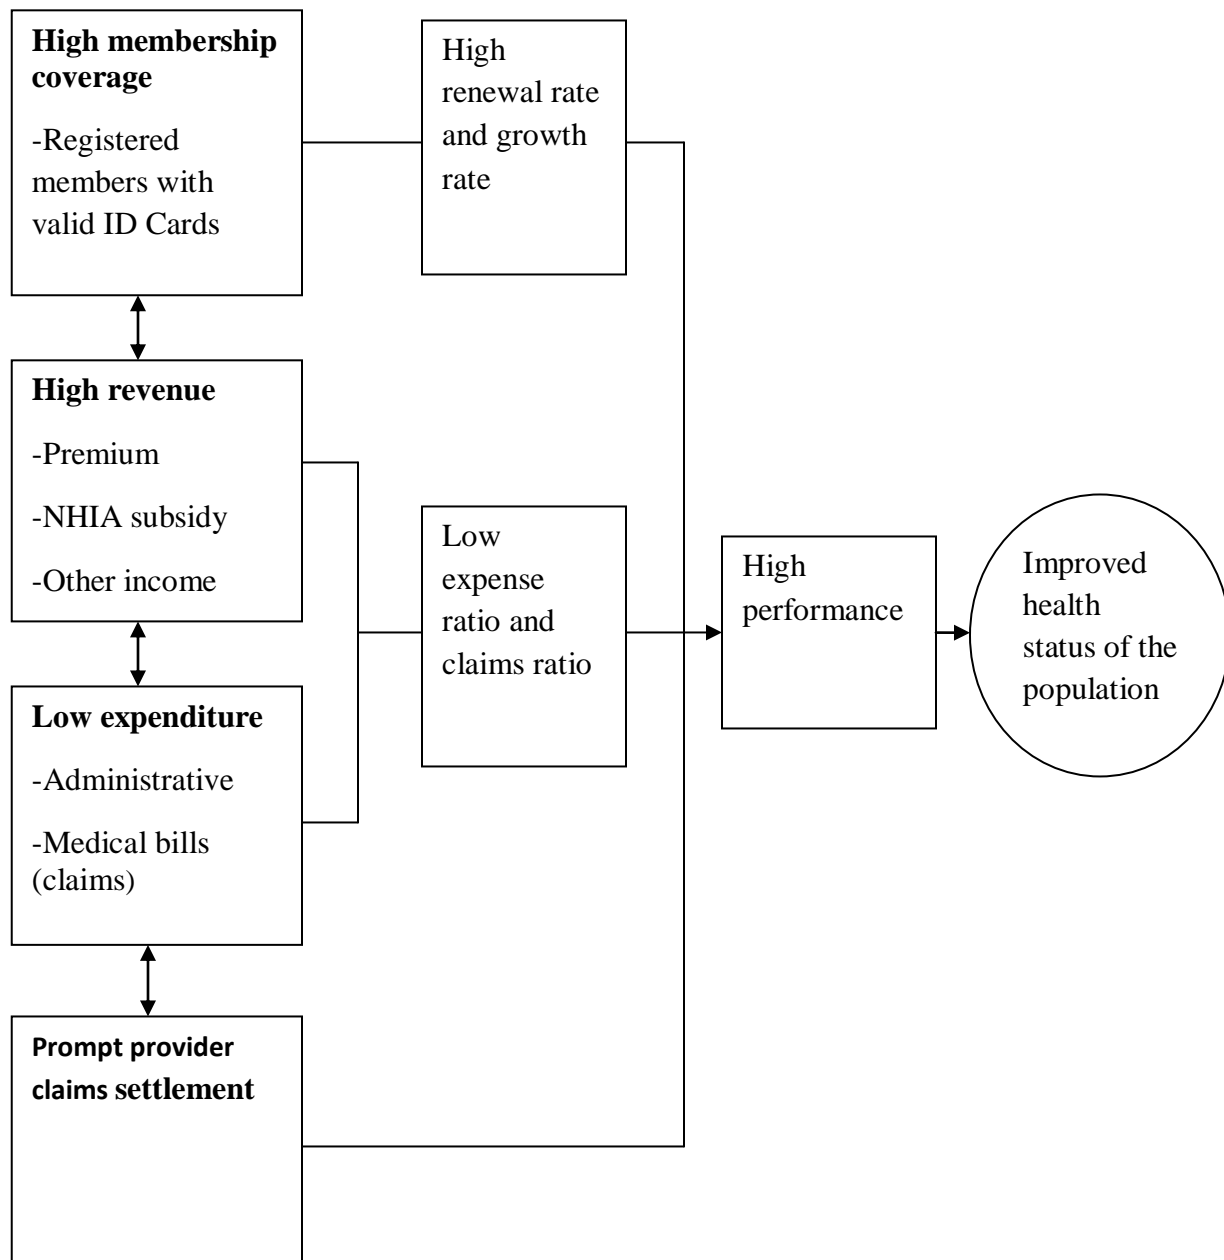 High membership
coverage
-Registered
members with
valid ID Cards
High
renewal rate
and growth
rate
High revenue
-Premium
-NHIA subsidy
-Other income
Low expenditure
-Administrative
-Medical bills
(claims)
Low
expense
ratio and
claims ratio
High
performance
Improved
health
status of the
population
Prompt provider
claims settlement